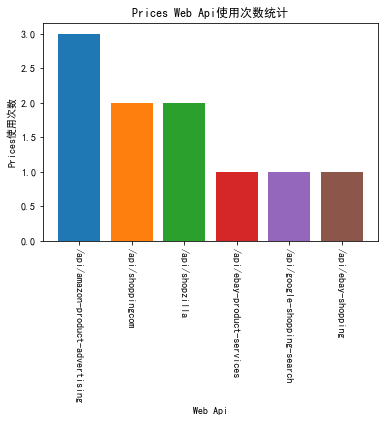 Prices Web Api使用次数统计
Prices使用次数
3.0
2.5
2.0
1.5
1.0
0.5
0.0
/api/amazon-product-advertising
/api/shoppingcom
/api/shopzilla
/api/ebay-product-services
/api/google-shopping-search
/api/ebay-shopping
Web Api